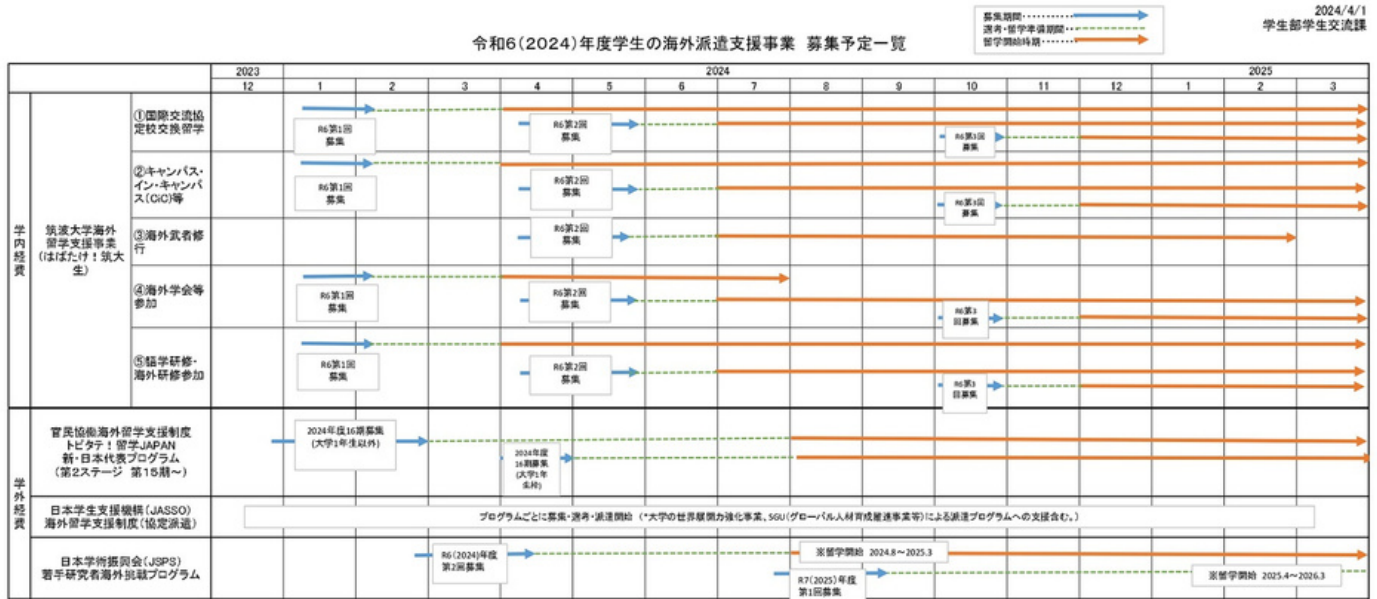 2024/4/1
学生部学生交流課
募集期間‥‥‥‥‥‥
選考・留学準備期間‥‥
留学開始時期‥‥‥‥‥
令和6(2024)年度学生の海外派遣支援事業 募集予定一覧
2023 2024 2025
12 1 2 3 4 5 6 7 8 9 10 11 12 1 2 3
学内経費
筑波大学海外
留学支援事業
(はばたけ!筑大
生)
①国際交流協
定校交換留学
R6第1回
募集
R6第2回
募集
R6第3回
募集
②キャンパス・
イン・キャンパ
ス(CiC)等
R6第1回
募集
R6第2回
募集
R6第3回
募集
③海外武者修
行
R6第2回
募集
④海外学会等
参加
R6第1回
募集
R6第2回
募集
R6第3
回募集
⑤語学研修・
海外研修参加
R6第1回
募集
R6第2回
募集
R6第3
回募集
学外経費
官民協働海外留学支援制度
トビタテ!留学JAPAN
新・日本代表プログラム
(第2ステージ 第15期~)
2024年度16期募集
(大学1年生以外)
2024年度
16期募集
(大学1年
生枠)
日本学生支援機構(JASSO)
海外留学支援制度(協定派遣)
プログラムごとに募集・選考・派遣開始 (*大学の世界展開力強化事業、SGU(グローバル人材育成推進事業等)による派遣プログラムへの支援含む。)
日本学術振興会(JSPS)
若手研究者海外挑戦プログラム
R6(2024)年度
第2回募集
※留学開始 2024.8~2025.3
R7(2025)年度
第1回募集
※留学開始 2025.4~2026.3